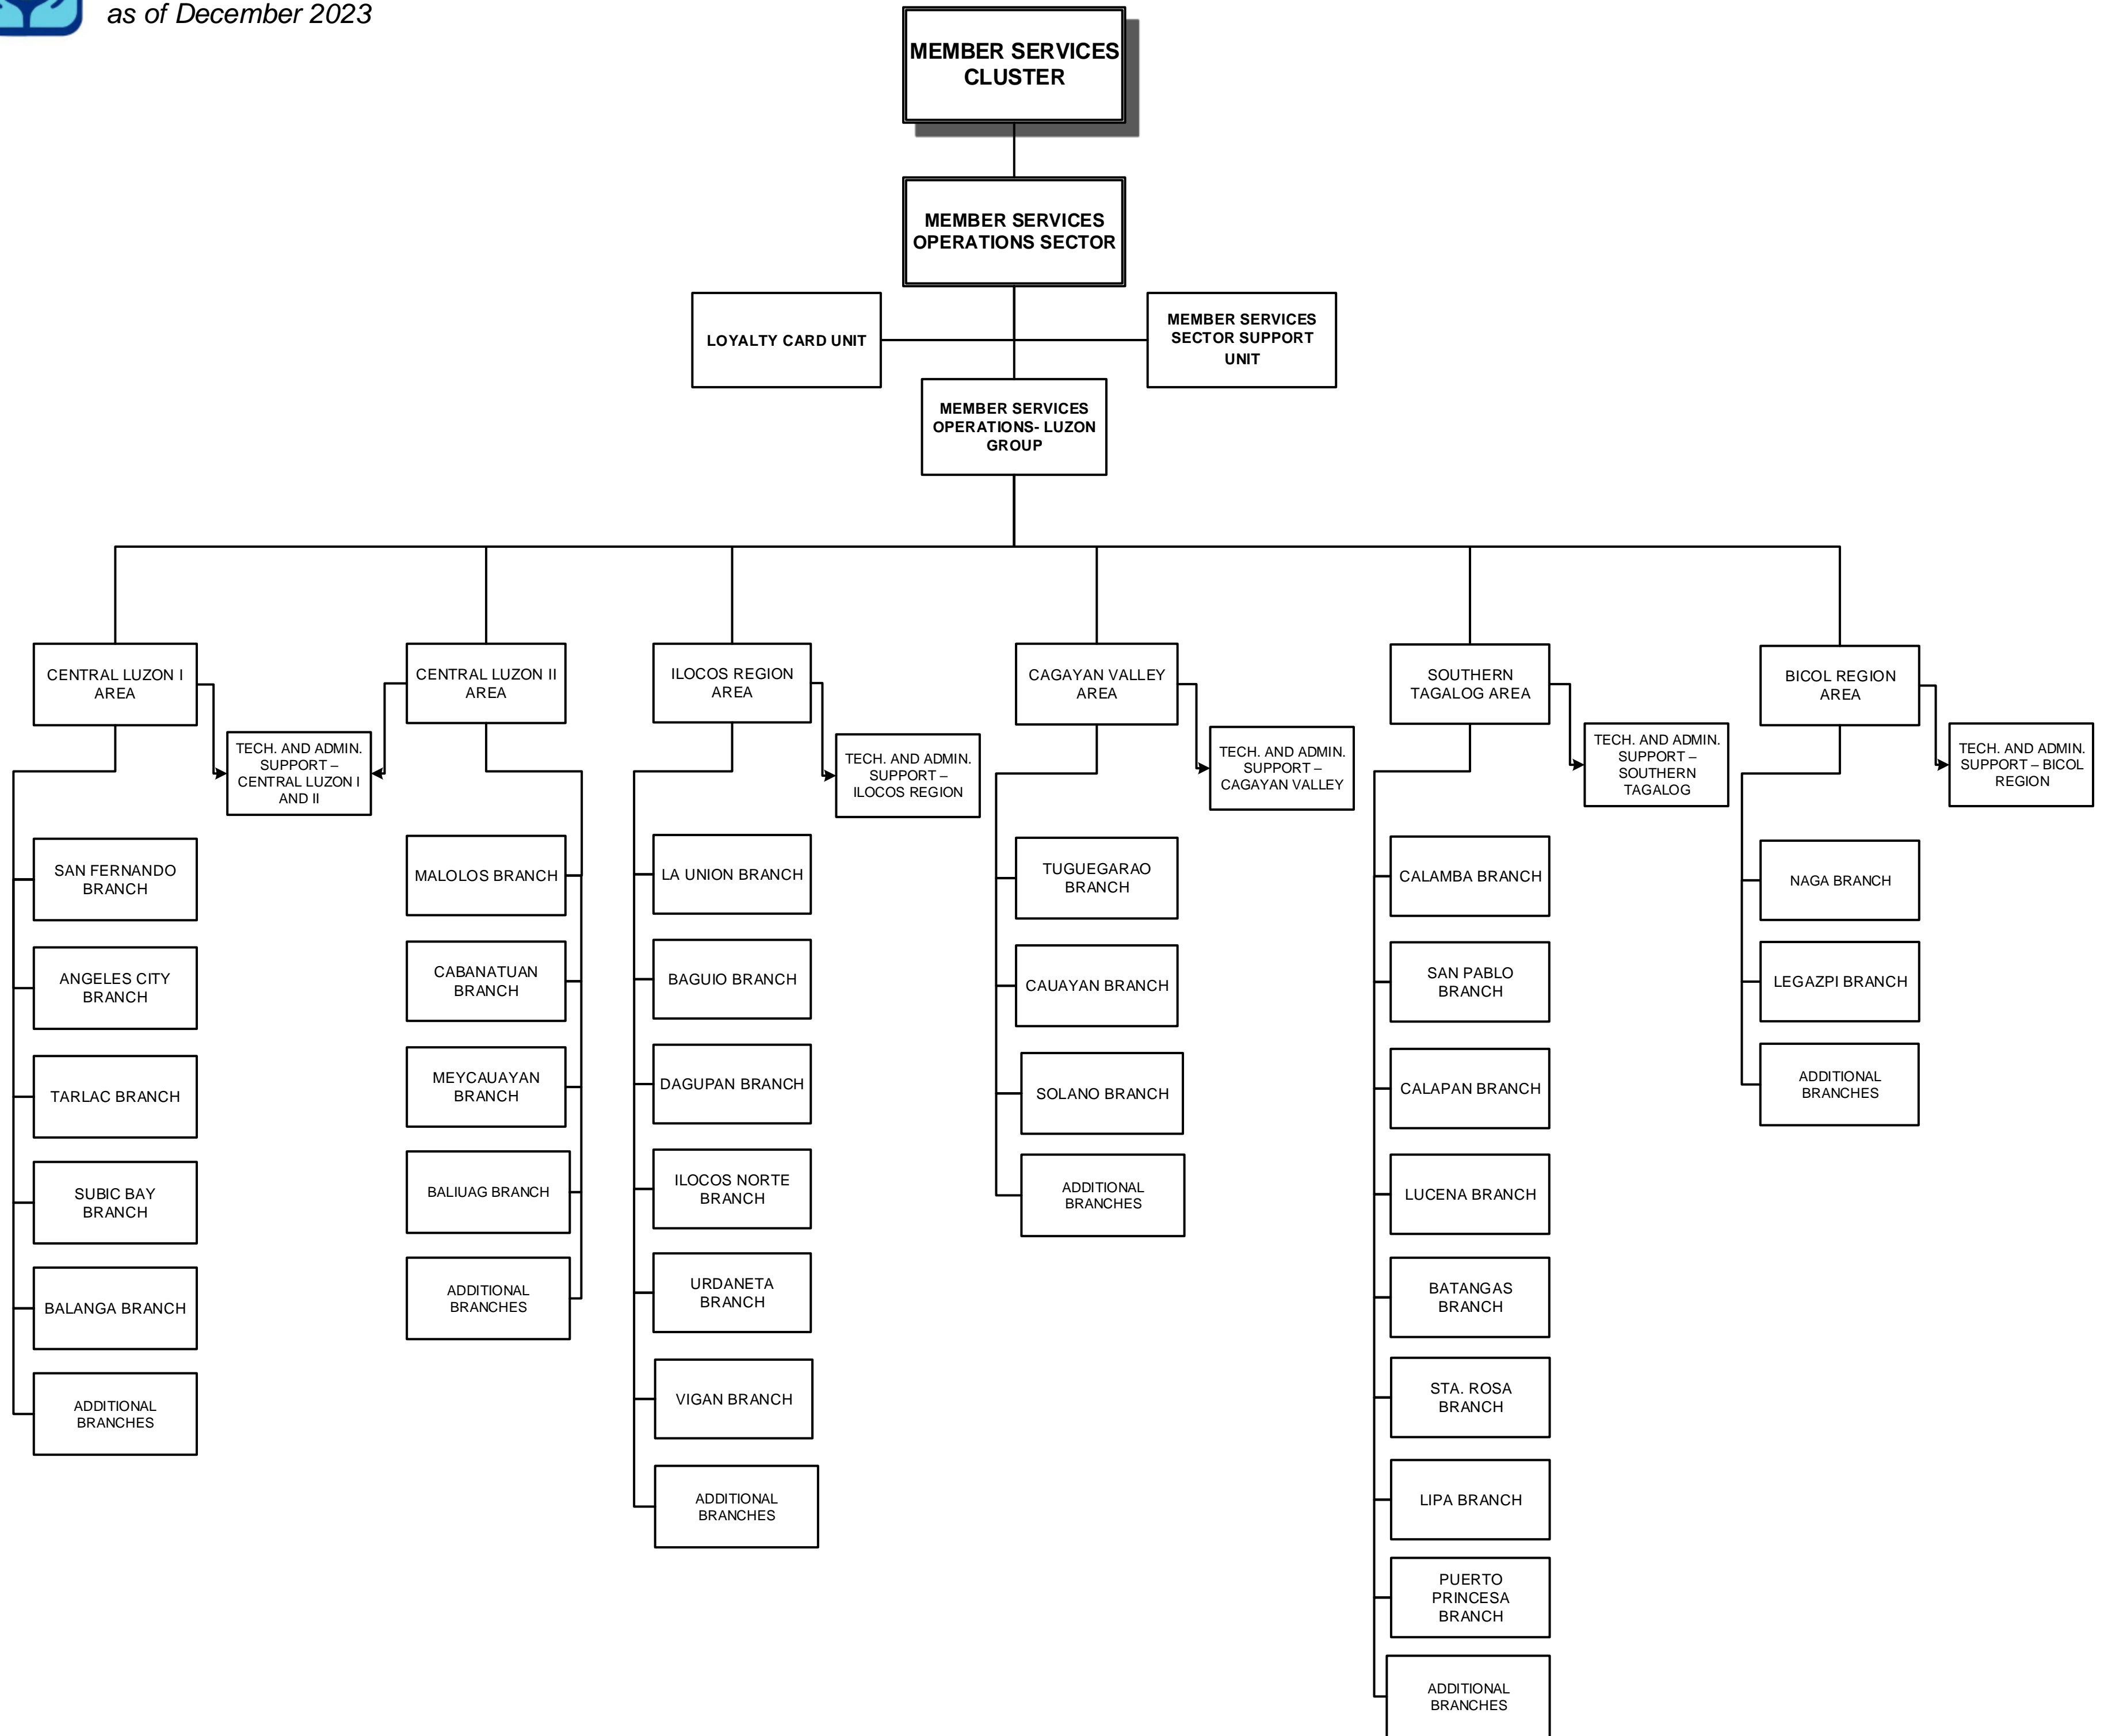 as of December 2023
MEMBER SERVICES
CLUSTER
MEMBER SERVICES
OPERATIONS SECTOR
LOYALTY CARD UNIT
MEMBER SERVICES
SECTOR SUPPORT
UNIT
MEMBER SERVICES
OPERATIONS- LUZON
GROUP
CENTRAL LUZON I
AREA
TECH. AND ADMIN.
SUPPORT –
CENTRAL LUZON I
AND II
SAN FERNANDO
BRANCH
ANGELES CITY
BRANCH
TARLAC BRANCH
SUBIC BAY
BRANCH
BALANGA BRANCH
ADDITIONAL
BRANCHES
CENTRAL LUZON II
AREA
MALOLOS BRANCH
CABANATUAN
BRANCH
MEYCAUAYAN
BRANCH
BALIUAG BRANCH
ADDITIONAL
BRANCHES
ILOCOS REGION
AREA
TECH. AND ADMIN.
SUPPORT –
ILOCOS REGION
LA UNION BRANCH
BAGUIO BRANCH
DAGUPAN BRANCH
ILOCOS NORTE
BRANCH
URDANETA
BRANCH
VIGAN BRANCH
ADDITIONAL
BRANCHES
CAGAYAN VALLEY
AREA
TECH. AND ADMIN.
SUPPORT –
CAGAYAN VALLEY
TUGUEGARAO
BRANCH
CAUAYAN BRANCH
SOLANO BRANCH
ADDITIONAL
BRANCHES
SOUTHERN
TAGALOG AREA
TECH. AND ADMIN.
SUPPORT –
SOUTHERN
TAGALOG
CALAMBA BRANCH
SAN PABLO
BRANCH
CALAPAN BRANCH
LUCENA BRANCH
BATANGAS
BRANCH
STA. ROSA
BRANCH
LIPA BRANCH
PUERTO
PRINCESA
BRANCH
ADDITIONAL
BRANCHES
BICOL REGION
AREA
TECH. AND ADMIN.
SUPPORT – BICOL
REGION
NAGA BRANCH
LEGAZPI BRANCH
ADDITIONAL
BRANCHES